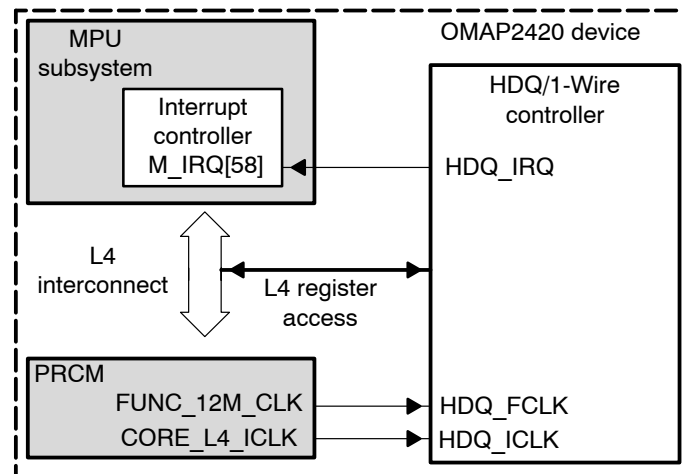 OMAP2420 device
MPU
subsystem
Interrupt
controller
M_IRQ[58]
HDQ/1-Wire
controller
HDQ_IRQ
L4
interconnect
L4 register
access
PRCM
FUNC_12M_CLK
CORE_L4_ICLK
HDQ_FCLK
HDQ_ICLK